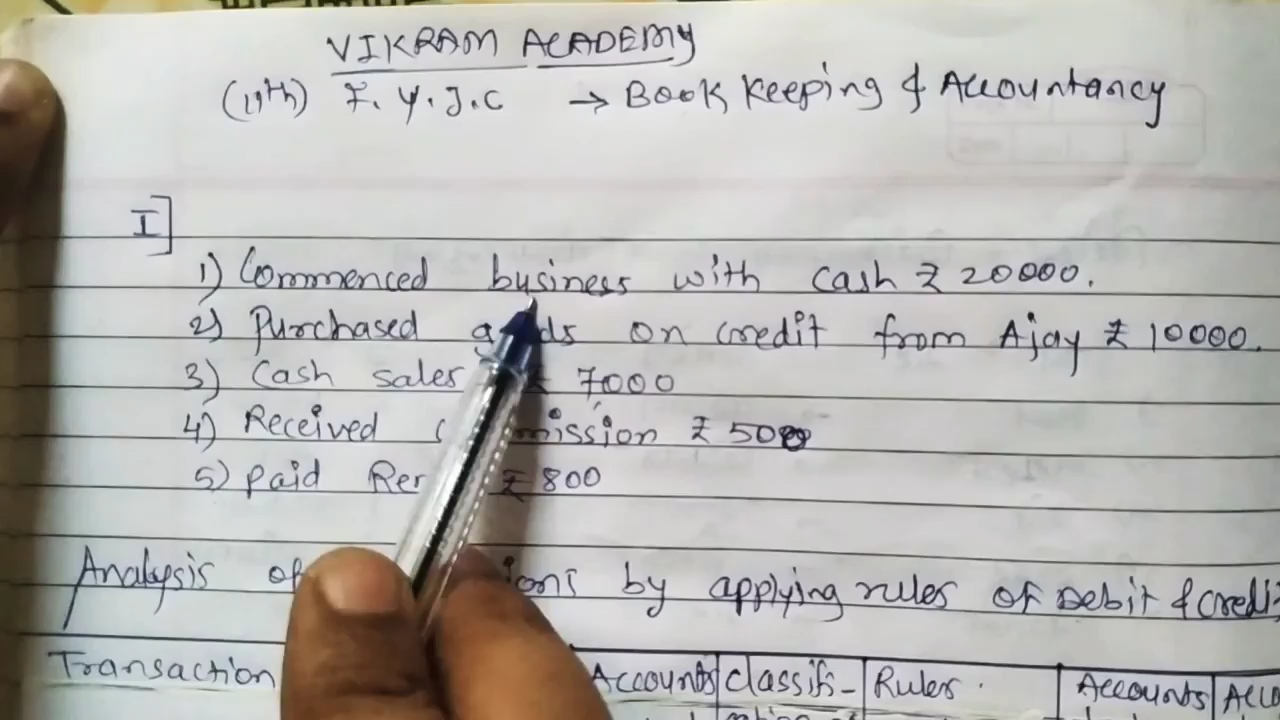 VIKRAM ACADEMY
(11th) F.Y.J.C → Book Keeping & Accountancy
I]
1) Commenced business with cash ₹ 20000.
2) Purchased on credit from Ajay ₹ 10000.
3) Cash sales ₹ 7000
4) Received ₹ 500
5) Paid ₹ 800
Analysis of by applying rules of Debit & Credit
Transaction Accounts Classifi- Rules Accounts